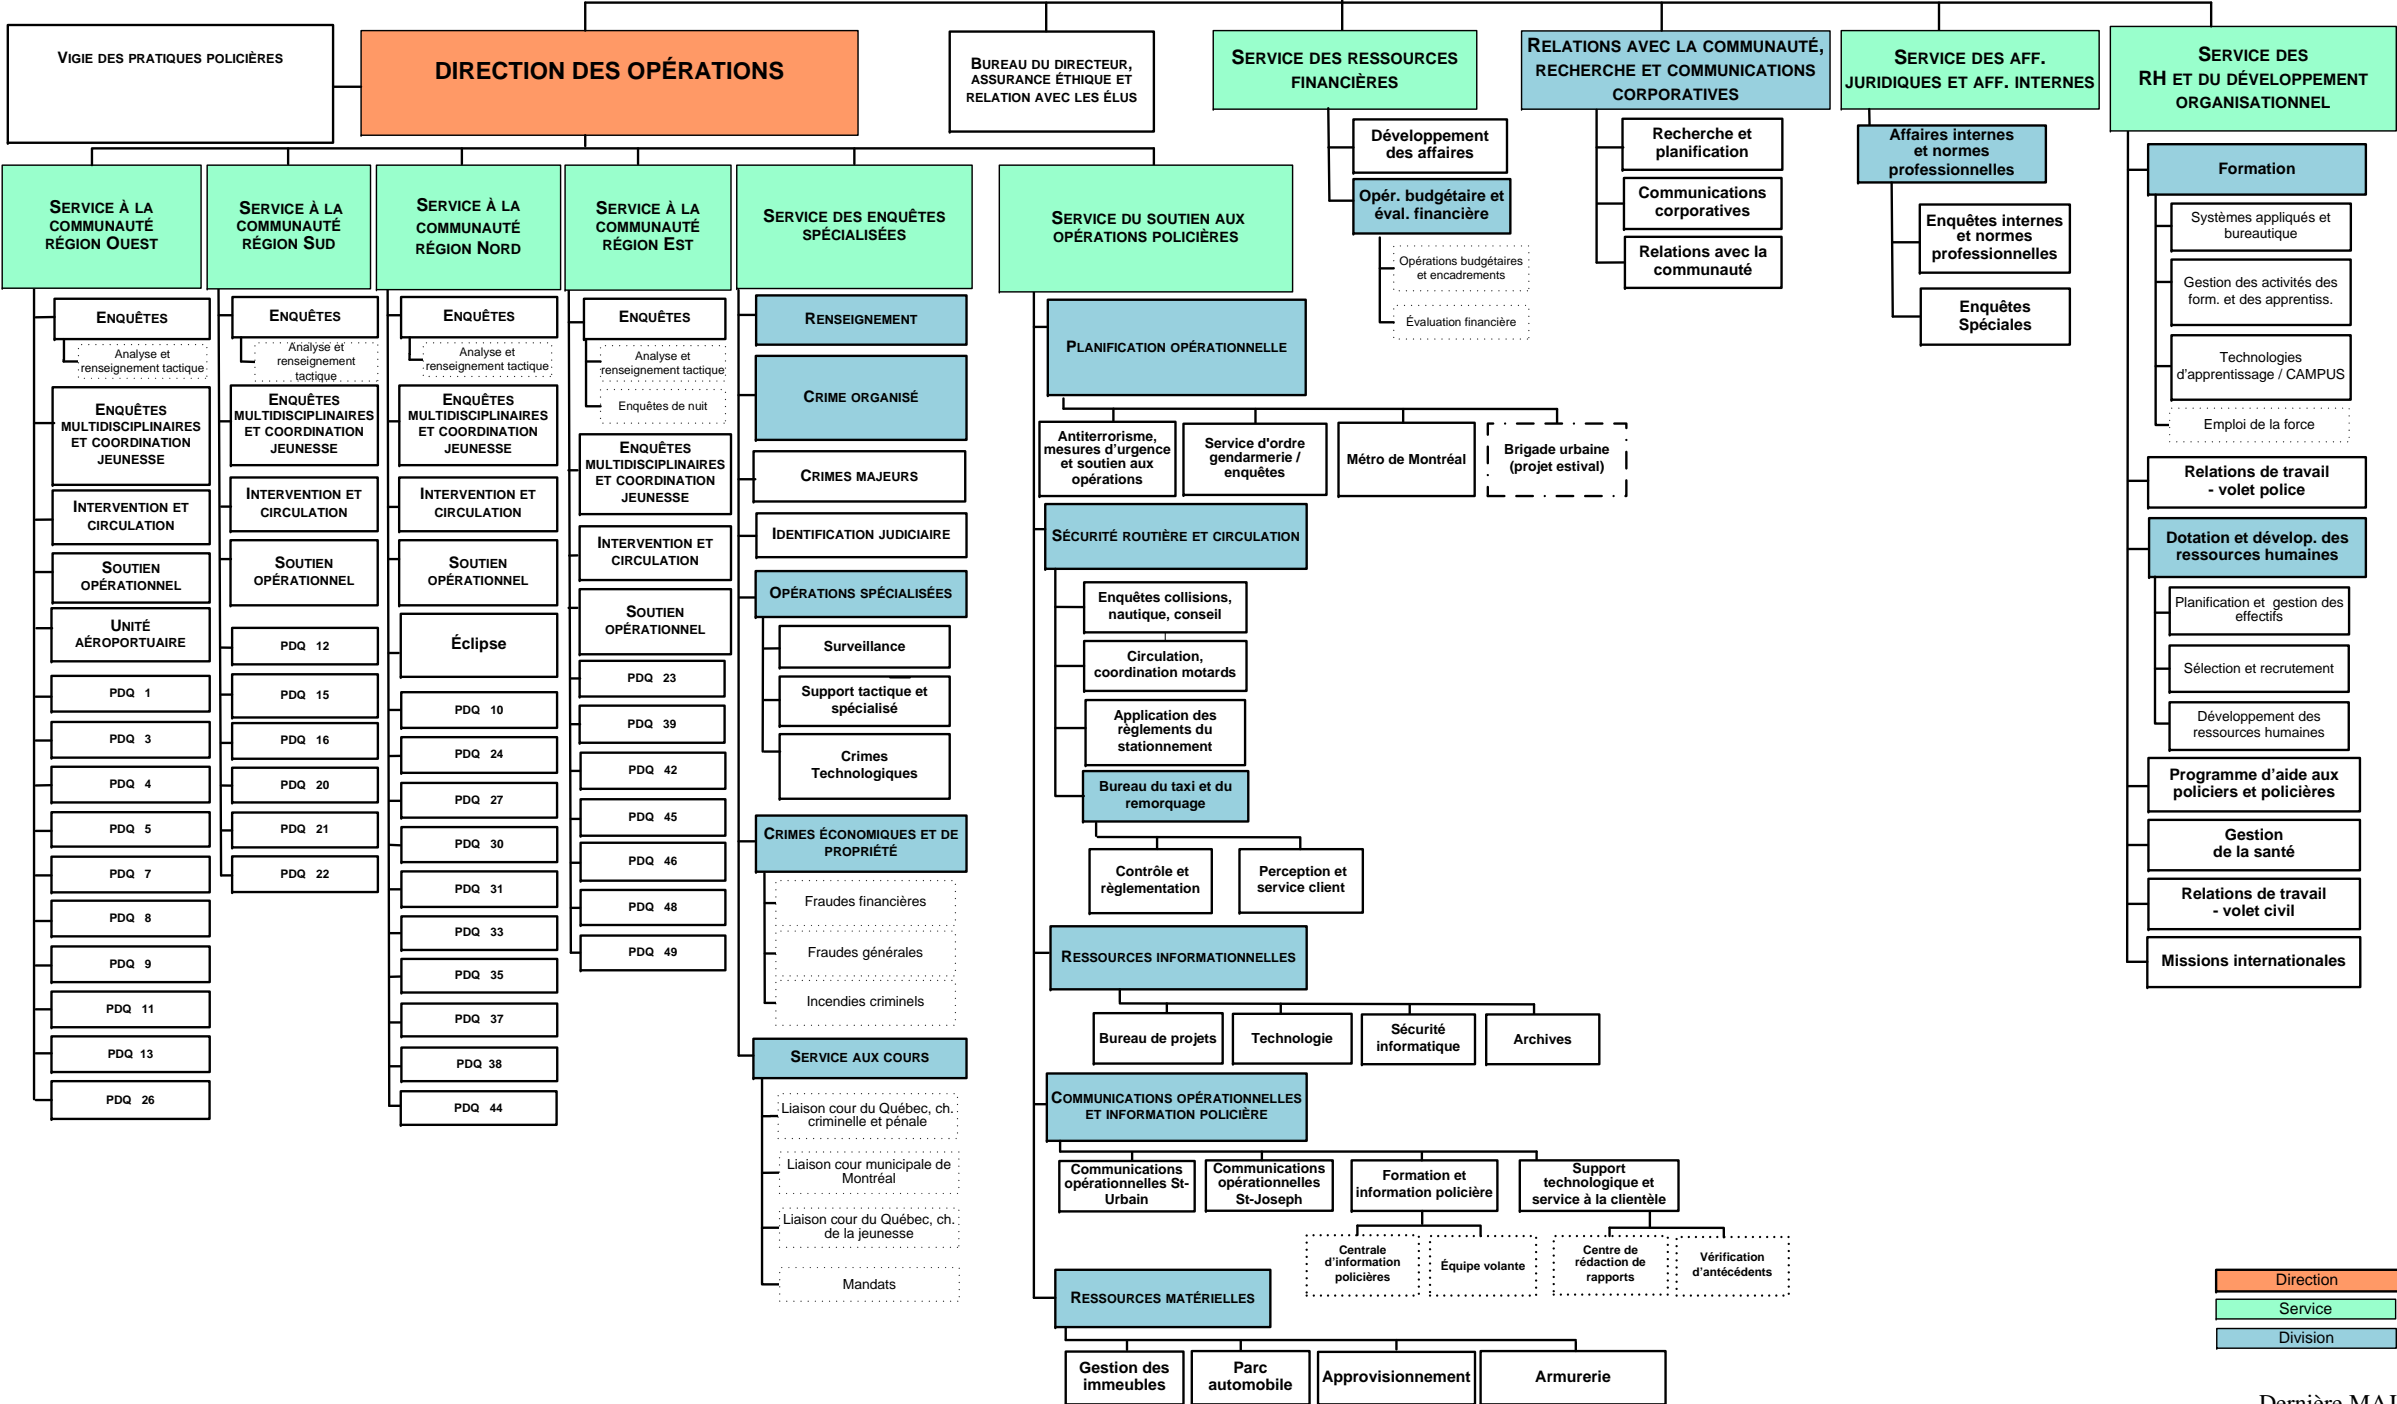 VIGIE DES PRATIQUES POLICIÈRES
DIRECTION DES OPÉRATIONS
BUREAU DU DIRECTEUR,
ASSURANCE ÉTHIQUE ET
RELATION AVEC LES ÉLUS
SERVICE DES RESSOURCES
FINANCIÈRES
RELATIONS AVEC LA COMMUNAUTÉ,
RECHERCHE ET COMMUNICATIONS
CORPORATIVES
SERVICE DES AFF.
JURIDIQUES ET AFF. INTERNES
SERVICE DES
RH ET DU DÉVELOPPEMENT
ORGANISATIONNEL
Développement
des affaires
Opér. budgétaire et
éval. financière
Opérations budgétaires
et encadrements
Évaluation financière
Recherche et
planification
Communications
corporatives
Relations avec la
communauté
Affaires internes
et normes
professionnelles
Enquêtes internes
et normes
professionnelles
Enquêtes
Spéciales
Formation
Systèmes appliqués et
bureautique
Gestion des activités des
form. et des apprentiss.
Technologies
d'apprentissage / CAMPUS
Emploi de la force
Relations de travail
- volet police
Dotation et dévelop. des
ressources humaines
Planification et gestion des
effectifs
Sélection et recrutement
Développement des
ressources humaines
Programme d'aide aux
policiers et policières
Gestion
de la santé
Relations de travail
- volet civil
Missions internationales
SERVICE À LA
COMMUNAUTÉ
RÉGION OUEST
ENQUÊTES
Analyse et
renseignement tactique
ENQUÊTES
MULTIDISCIPLINAIRES
ET COORDINATION
JEUNESSE
INTERVENTION ET
CIRCULATION
SOUTIEN
OPÉRATIONNEL
UNITÉ
AÉROPORTUAIRE
PDQ 1
PDQ 3
PDQ 4
PDQ 5
PDQ 7
PDQ 8
PDQ 9
PDQ 11
PDQ 13
PDQ 26
SERVICE À LA
COMMUNAUTÉ
RÉGION SUD
ENQUÊTES
Analyse et
renseignement
tactique
ENQUÊTES
MULTIDISCIPLINAIRES
ET COORDINATION
JEUNESSE
INTERVENTION ET
CIRCULATION
SOUTIEN
OPÉRATIONNEL
PDQ 12
PDQ 15
PDQ 16
PDQ 20
PDQ 21
PDQ 22
SERVICE À LA
COMMUNAUTÉ
RÉGION NORD
ENQUÊTES
Analyse et
renseignement tactique
ENQUÊTES
MULTIDISCIPLINAIRES
ET COORDINATION
JEUNESSE
INTERVENTION ET
CIRCULATION
SOUTIEN
OPÉRATIONNEL
Éclipse
PDQ 10
PDQ 24
PDQ 27
PDQ 30
PDQ 31
PDQ 33
PDQ 35
PDQ 37
PDQ 38
PDQ 44
SERVICE À LA
COMMUNAUTÉ
RÉGION EST
ENQUÊTES
Analyse et
renseignement tactique
Enquêtes de nuit
ENQUÊTES
MULTIDISCIPLINAIRES
ET COORDINATION
JEUNESSE
INTERVENTION ET
CIRCULATION
SOUTIEN
OPÉRATIONNEL
PDQ 23
PDQ 39
PDQ 42
PDQ 45
PDQ 46
PDQ 48
PDQ 49
SERVICE DES ENQUÊTES
SPÉCIALISÉES
RENSEIGNEMENT
CRIME ORGANISÉ
CRIMES MAJEURS
IDENTIFICATION JUDICIAIRE
OPÉRATIONS SPÉCIALISÉES
Surveillance
Support tactique et
spécialisé
Crimes
Technologiques
CRIMES ÉCONOMIQUES ET DE
PROPRIÉTÉ
Fraudes financières
Fraudes générales
Incendies criminels
SERVICE AUX COURS
Liaison cour du Québec, ch.
criminelle et pénale
Liaison cour municipale de
Montréal
Liaison cour du Québec, ch.
de la jeunesse
Mandats
SERVICE DU SOUTIEN AUX
OPÉRATIONS POLICIÈRES
PLANIFICATION OPÉRATIONNELLE
Antiterrorisme,
mesures d'urgence
et soutien aux
opérations
Service d'ordre
gendarmerie /
enquêtes
Métro de Montréal
Brigade urbaine
(projet estival)
SÉCURITÉ ROUTIÈRE ET CIRCULATION
Enquêtes collisions,
nautique, conseil
Circulation,
coordination motards
Application des
règlements du
stationnement
Bureau du taxi et du
remorquage
Contrôle et
règlementation
Perception et
service client
RESSOURCES INFORMATIONNELLES
Bureau de projets
Technologie
Sécurité
informatique
Archives
COMMUNICATIONS OPÉRATIONNELLES
ET INFORMATION POLICIÈRE
Communications
opérationnelles St-
Urbain
Communications
opérationnelles
St-Joseph
Formation et
information policière
Support
technologique et
service à la clientèle
Centrale
d'information
policières
Équipe volante
Centre de
rédaction de
rapports
Vérification
d'antécédents
RESSOURCES MATÉRIELLES
Gestion des
immeubles
Parc
automobile
Approvisionnement
Armurerie
Direction
Service
Division
Dernière MAJ